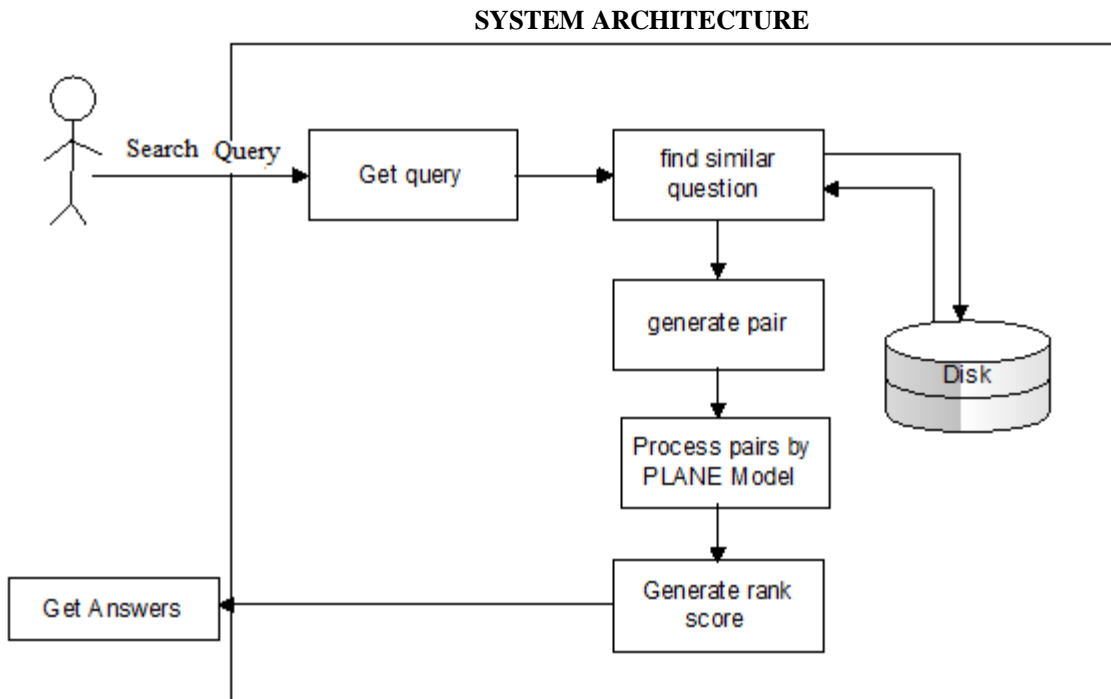 SYSTEM ARCHITECTURE
Search Query
Get query
find similar
question
generate pair
Disk
Process pairs by
PLANE Model
Generate rank
score
Get Answers